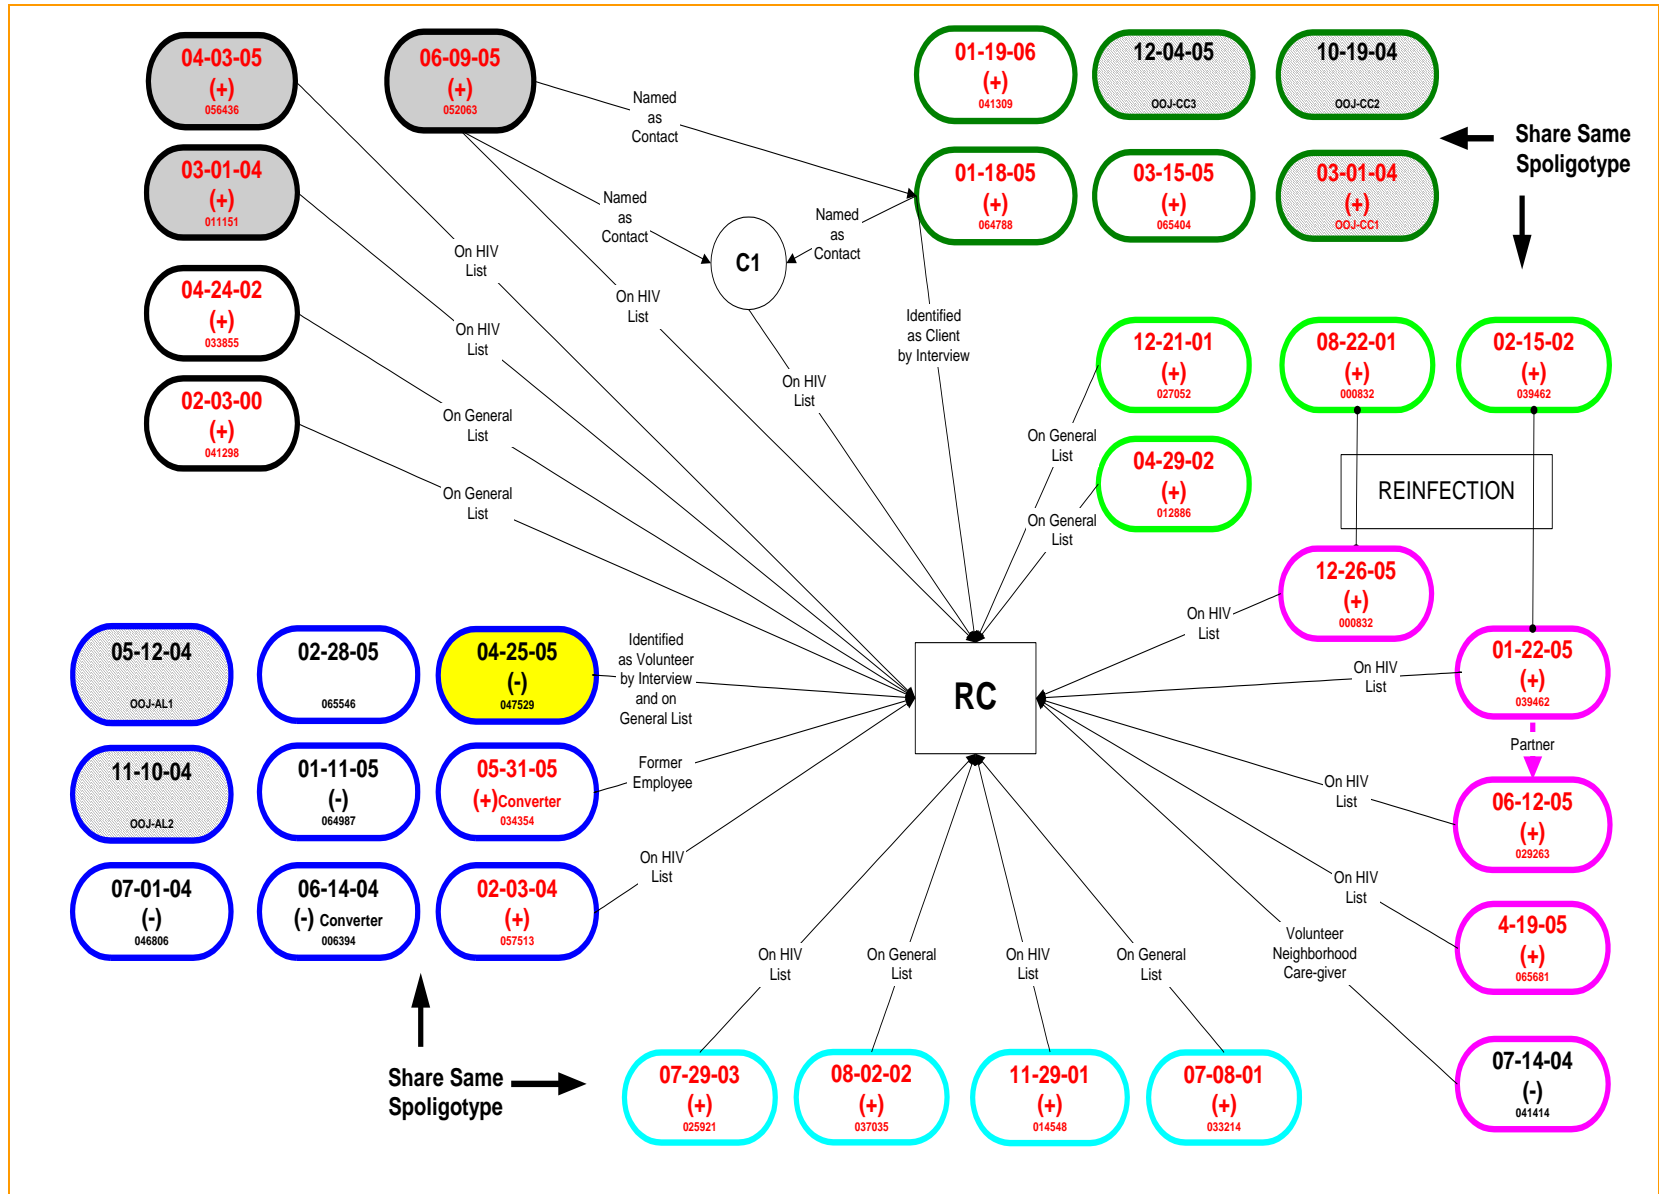 04-03-05
(+)
056436
06-09-05
(+)
052063
01-19-06
(+)
041309
12-04-05
OOJ-CC3
10-19-04
OOJ-CC2
Named
as
Contact
Share Same
Spoligotype
03-01-04
(+)
011151
01-18-05
(+)
064788
03-15-05
(+)
065404
03-01-04
(+)
OOJ-CC1
Named
as
Contact
Named
as
Contact
C1
On HIV
List
04-24-02
(+)
033855
On HIV
List
On HIV
List
Identified
as Client
by Interview
12-21-01
(+)
027052
08-22-01
(+)
000832
02-15-02
(+)
039462
02-03-00
(+)
041298
On General
List
On HIV
List
On General
List
04-29-02
(+)
012886
On General
List
On General
List
REINFECTION
12-26-05
(+)
000832
On HIV
List
05-12-04
OOJ-AL1
02-28-05
065546
04-25-05
(-)
047529
Identified
as Volunteer
by Interview
and on
General List
RC
On HIV
List
01-22-05
(+)
039462
Partner
11-10-04
OOJ-AL2
01-11-05
(-)
064987
05-31-05
(+)Converter
034354
Former
Employee
On HIV
List
06-12-05
(+)
029263
07-01-04
(-)
046806
06-14-04
(-) Converter
006394
02-03-04
(+)
057513
On HIV
List
On HIV
List
4-19-05
(+)
065681
On HIV
List
On General
List
On HIV
List
On General
List
Volunteer
Neighborhood
Care-giver
Share Same
Spoligotype
07-29-03
(+)
025921
08-02-02
(+)
037035
11-29-01
(+)
014548
07-08-01
(+)
033214
07-14-04
(-)
041414